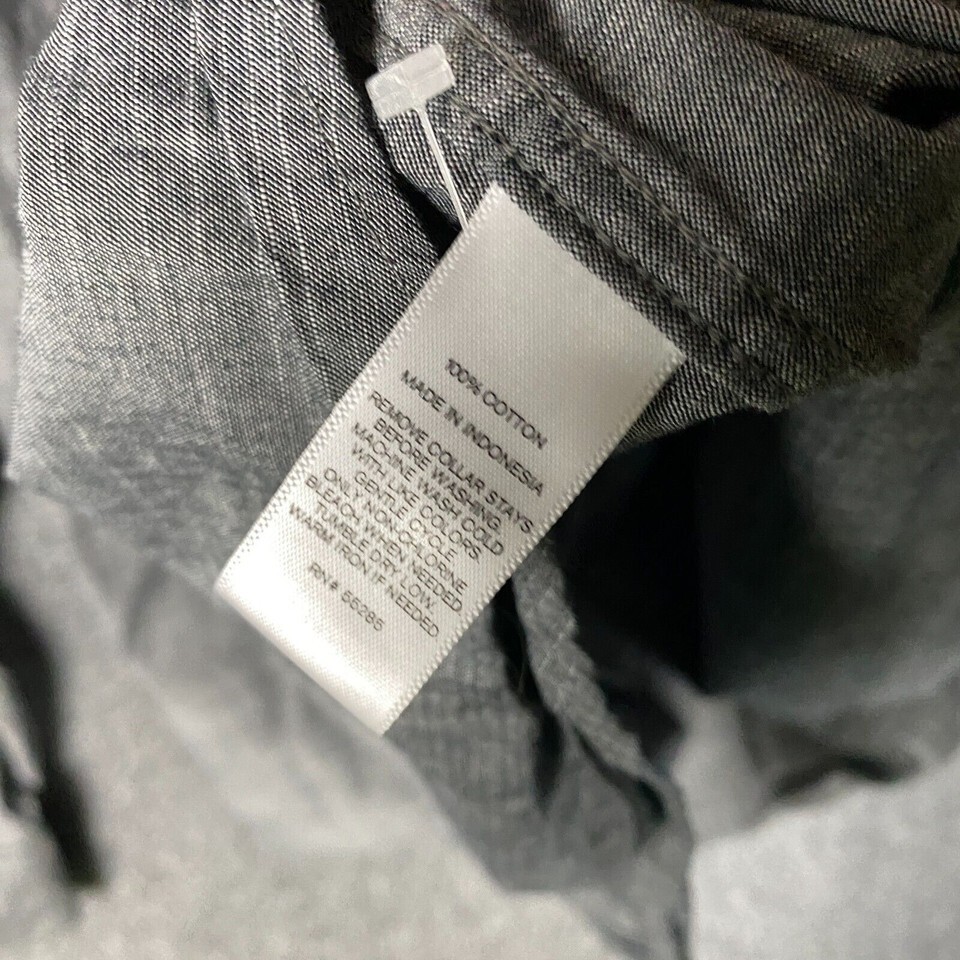 100% COTTON
MADE IN INDONESIA
REMOVE COLLAR STAYS
BEFORE WASHING
MACHINE WASH COLD
WITH LIKE COLORS.
GENTLE CYCLE
ONLY NON-CHLORINE
BLEACH WHEN NEEDED
TUMBLE DRY LOW.
WARM IRON IF NEEDED
RN# 56285